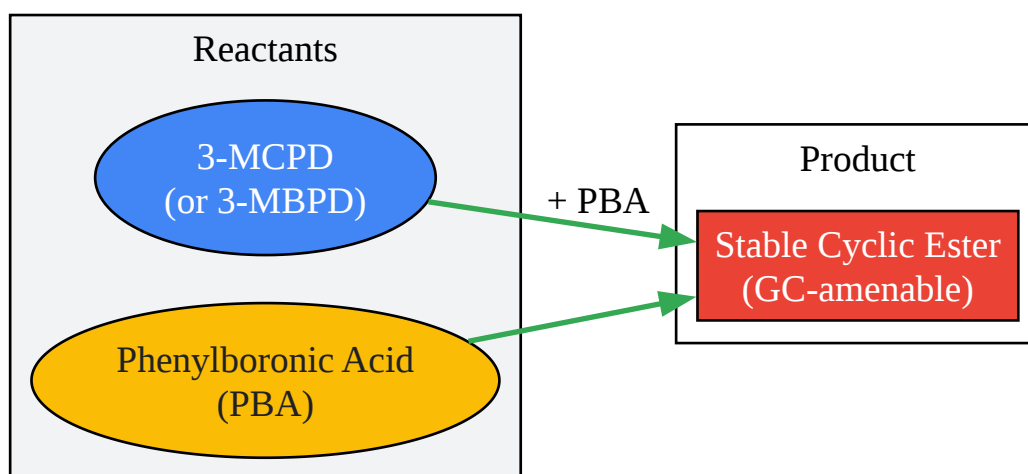 Reactants
3-MCPD
(or 3-MBPD)
Phenylboronic Acid
(PBA)
+ PBA
Product
Stable Cyclic Ester
(GC-amenable)